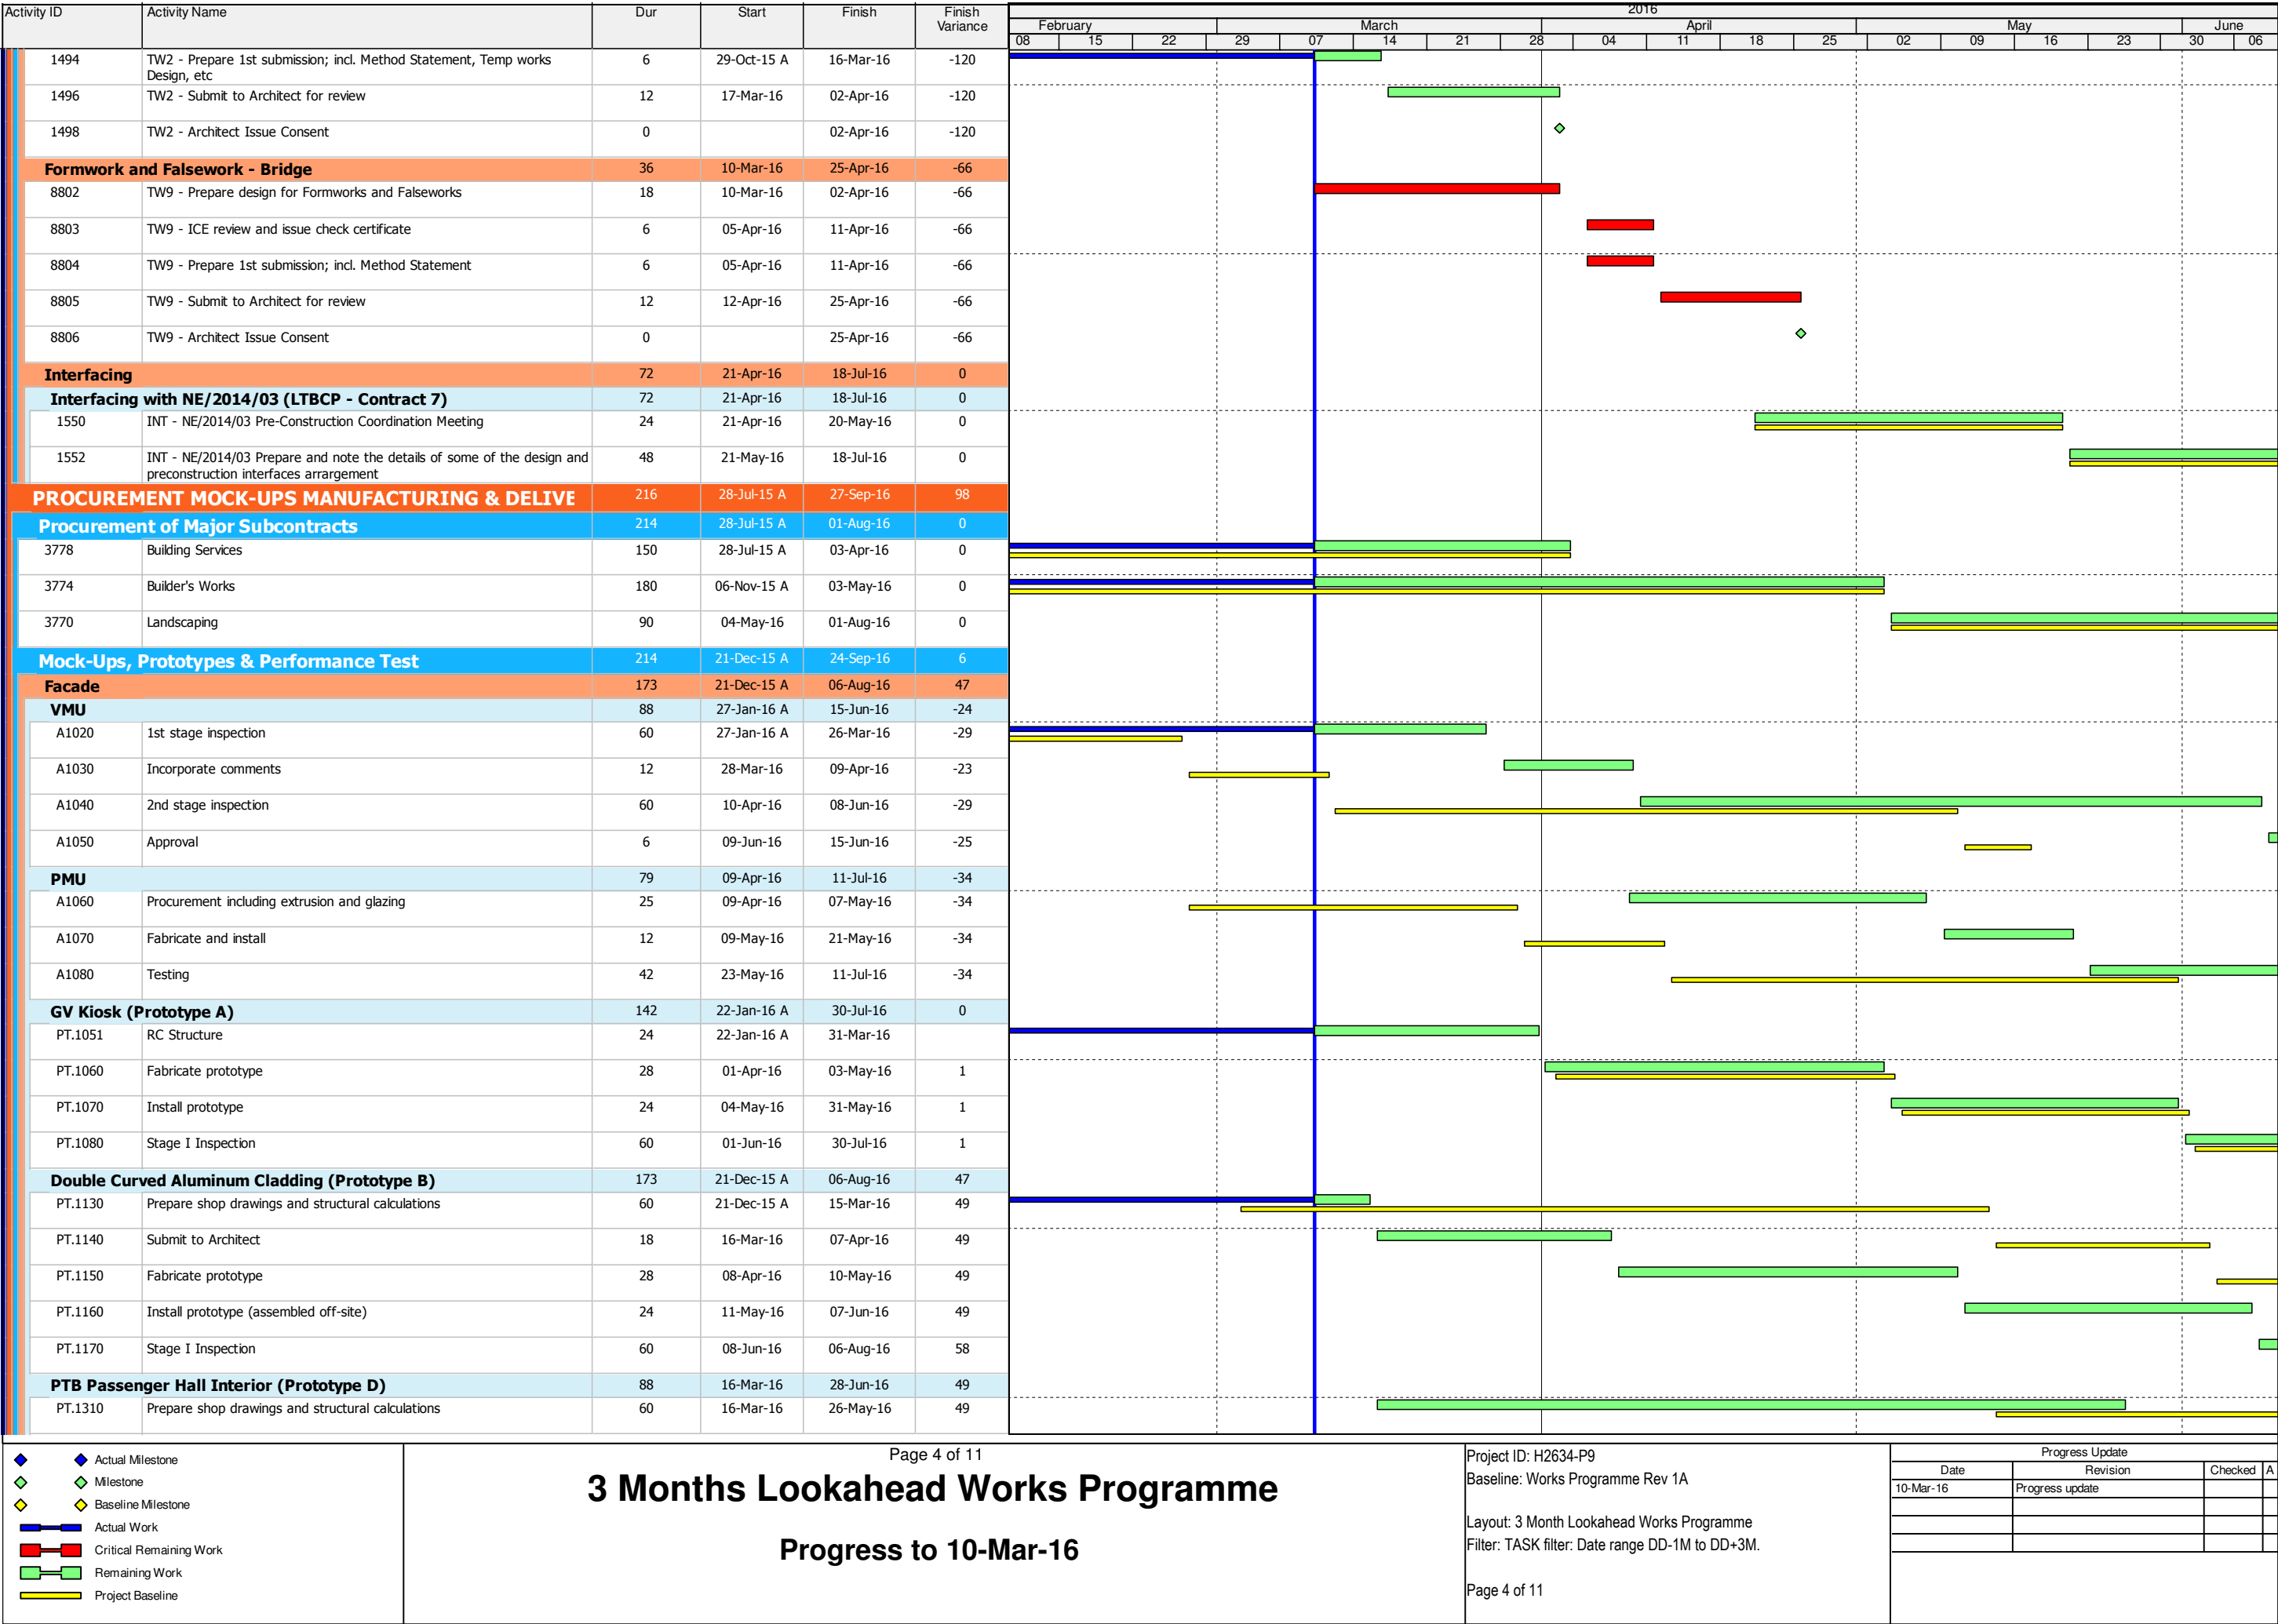 Activity ID Activity Name Dur Start Finish Finish Variance 2016
February March April May June
08 15 22 29 07 14 21 28 04 11 18 25 02 09 16 23 30 06
1494 TW2 - Prepare 1st submission; incl. Method Statement, Temp works 6 29-Oct-15 A 16-Mar-16 -120
Design, etc
1496 TW2 - Submit to Architect for review 12 17-Mar-16 02-Apr-16 -120
1498 TW2 - Architect Issue Consent 0 02-Apr-16 -120
Formwork and Falsework - Bridge 36 10-Mar-16 25-Apr-16 -66
8802 TW9 - Prepare design for Formworks and Falseworks 18 10-Mar-16 02-Apr-16 -66
8803 TW9 - ICE review and issue check certificate 6 05-Apr-16 11-Apr-16 -66
8804 TW9 - Prepare 1st submission; incl. Method Statement 6 05-Apr-16 11-Apr-16 -66
8805 TW9 - Submit to Architect for review 12 12-Apr-16 25-Apr-16 -66
8806 TW9 - Architect Issue Consent 0 25-Apr-16 -66
Interfacing 72 21-Apr-16 18-Jul-16 0
Interfacing with NE/2014/03 (LTBCP - Contract 7) 72 21-Apr-16 18-Jul-16 0
1550 INT - NE/2014/03 Pre-Construction Coordination Meeting 24 21-Apr-16 20-May-16 0
1552 INT - NE/2014/03 Prepare and note the details of some of the design and 48 21-May-16 18-Jul-16 0
preconstruction interfaces arrargement
PROCUREMENT MOCK-UPS MANUFACTURING & DELIVE 216 28-Jul-15 A 27-Sep-16 98
Procurement of Major Subcontracts 214 28-Jul-15 A 01-Aug-16 0
3778 Building Services 150 28-Jul-15 A 03-Apr-16 0
3774 Builder's Works 180 06-Nov-15 A 03-May-16 0
3770 Landscaping 90 04-May-16 01-Aug-16 0
Mock-Ups, Prototypes & Performance Test 214 21-Dec-15 A 24-Sep-16 6
Facade 173 21-Dec-15 A 06-Aug-16 47
VMU 88 27-Jan-16 A 15-Jun-16 -24
A1020 1st stage inspection 60 27-Jan-16 A 26-Mar-16 -29
A1030 Incorporate comments 12 28-Mar-16 09-Apr-16 -23
A1040 2nd stage inspection 60 10-Apr-16 08-Jun-16 -29
A1050 Approval 6 09-Jun-16 15-Jun-16 -25
PMU 79 09-Apr-16 11-Jul-16 -34
A1060 Procurement including extrusion and glazing 25 09-Apr-16 07-May-16 -34
A1070 Fabricate and install 12 09-May-16 21-May-16 -34
A1080 Testing 42 23-May-16 11-Jul-16 -34
GV Kiosk (Prototype A) 142 22-Jan-16 A 30-Jul-16 0
PT.1051 RC Structure 24 22-Jan-16 A 31-Mar-16
PT.1060 Fabricate prototype 28 01-Apr-16 03-May-16 1
PT.1070 Install prototype 24 04-May-16 31-May-16 1
PT.1080 Stage I Inspection 60 01-Jun-16 30-Jul-16 1
Double Curved Aluminum Cladding (Prototype B) 173 21-Dec-15 A 06-Aug-16 47
PT.1130 Prepare shop drawings and structural calculations 60 21-Dec-15 A 15-Mar-16 49
PT.1140 Submit to Architect 18 16-Mar-16 07-Apr-16 49
PT.1150 Fabricate prototype 28 08-Apr-16 10-May-16 49
PT.1160 Install prototype (assembled off-site) 24 11-May-16 07-Jun-16 49
PT.1170 Stage I Inspection 60 08-Jun-16 06-Aug-16 58
PTB Passenger Hall Interior (Prototype D) 88 16-Mar-16 28-Jun-16 49
PT.1310 Prepare shop drawings and structural calculations 60 16-Mar-16 26-May-16 49
Actual Milestone
Milestone
Baseline Milestone
Actual Work
Critical Remaining Work
Remaining Work
Project Baseline
Page 4 of 11
3 Months Lookahead Works Programme
Progress to 10-Mar-16
Project ID: H2634-P9
Baseline: Works Programme Rev 1A
Layout: 3 Month Lookahead Works Programme
Filter: TASK filter: Date range DD-1M to DD+3M.
Page 4 of 11
Progress Update
Date Revision Checked A
10-Mar-16 Progress update